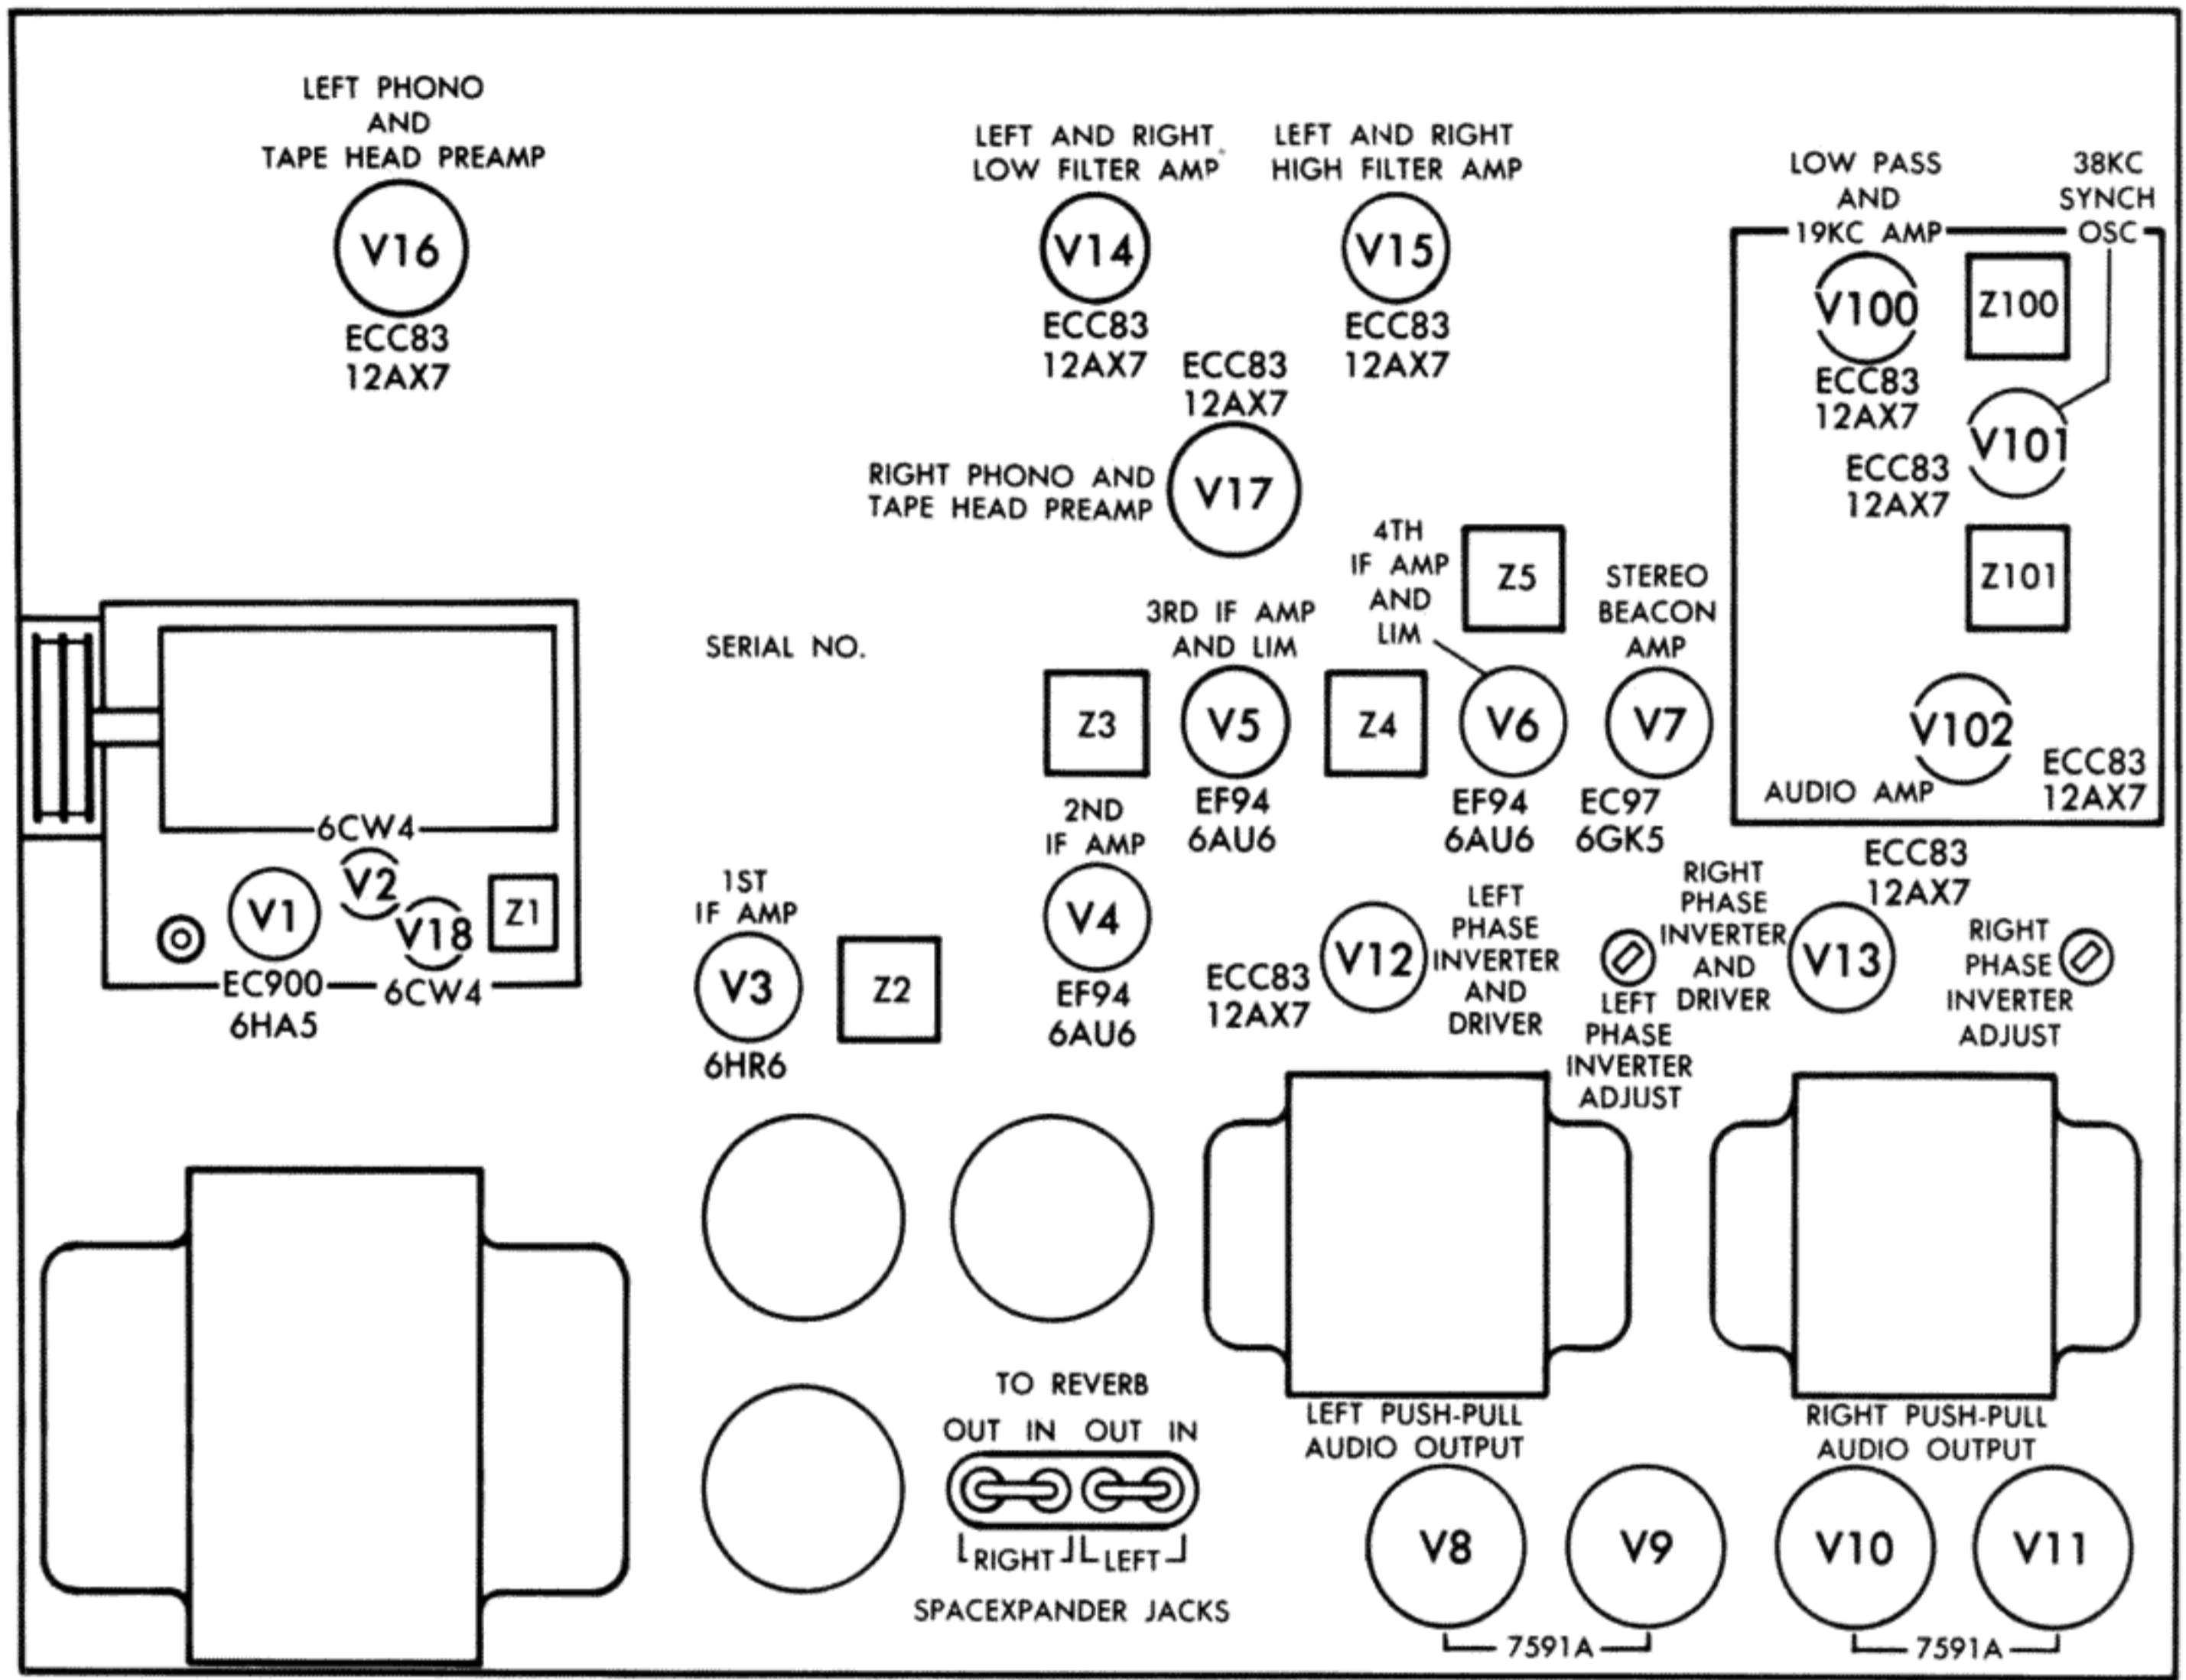 LEFT PHONO
AND
TAPE HEAD PREAMP
V16
ECC83
12AX7
LEFT AND RIGHT
LOW FILTER AMP
V14
ECC83
12AX7
LEFT AND RIGHT
HIGH FILTER AMP
V15
ECC83
12AX7
LOW PASS
AND
19KC AMP
38KC
SYNCH
OSC
V100
ECC83
12AX7
Z100
V101
ECC83
12AX7
Z101
V102
ECC83
12AX7
AUDIO AMP
ECC83
12AX7
RIGHT PHONO AND
TAPE HEAD PREAMP
V17
4TH
IF AMP
AND
LIM
Z5
STEREO
BEACON
AMP
3RD IF AMP
AND LIM
SERIAL NO.
Z3
V5
EF94
6AU6
Z4
V6
EF94
6AU6
V7
EC97
6GK5
6CW4
V2
V1
V18
Z1
EC900
6HA5
6CW4
1ST
IF AMP
V3
6HR6
Z2
2ND
IF AMP
V4
EF94
6AU6
ECC83
12AX7
V12
LEFT
PHASE
INVERTER
AND
DRIVER
LEFT
PHASE
INVERTER
ADJUST
RIGHT
PHASE
INVERTER
AND
DRIVER
V13
ECC83
12AX7
RIGHT
PHASE
INVERTER
ADJUST
TO REVERB
OUT IN OUT IN
RIGHT LEFT
SPACEXPANDER JACKS
LEFT PUSH-PULL
AUDIO OUTPUT
V8
V9
7591A
RIGHT PUSH-PULL
AUDIO OUTPUT
V10
V11
7591A